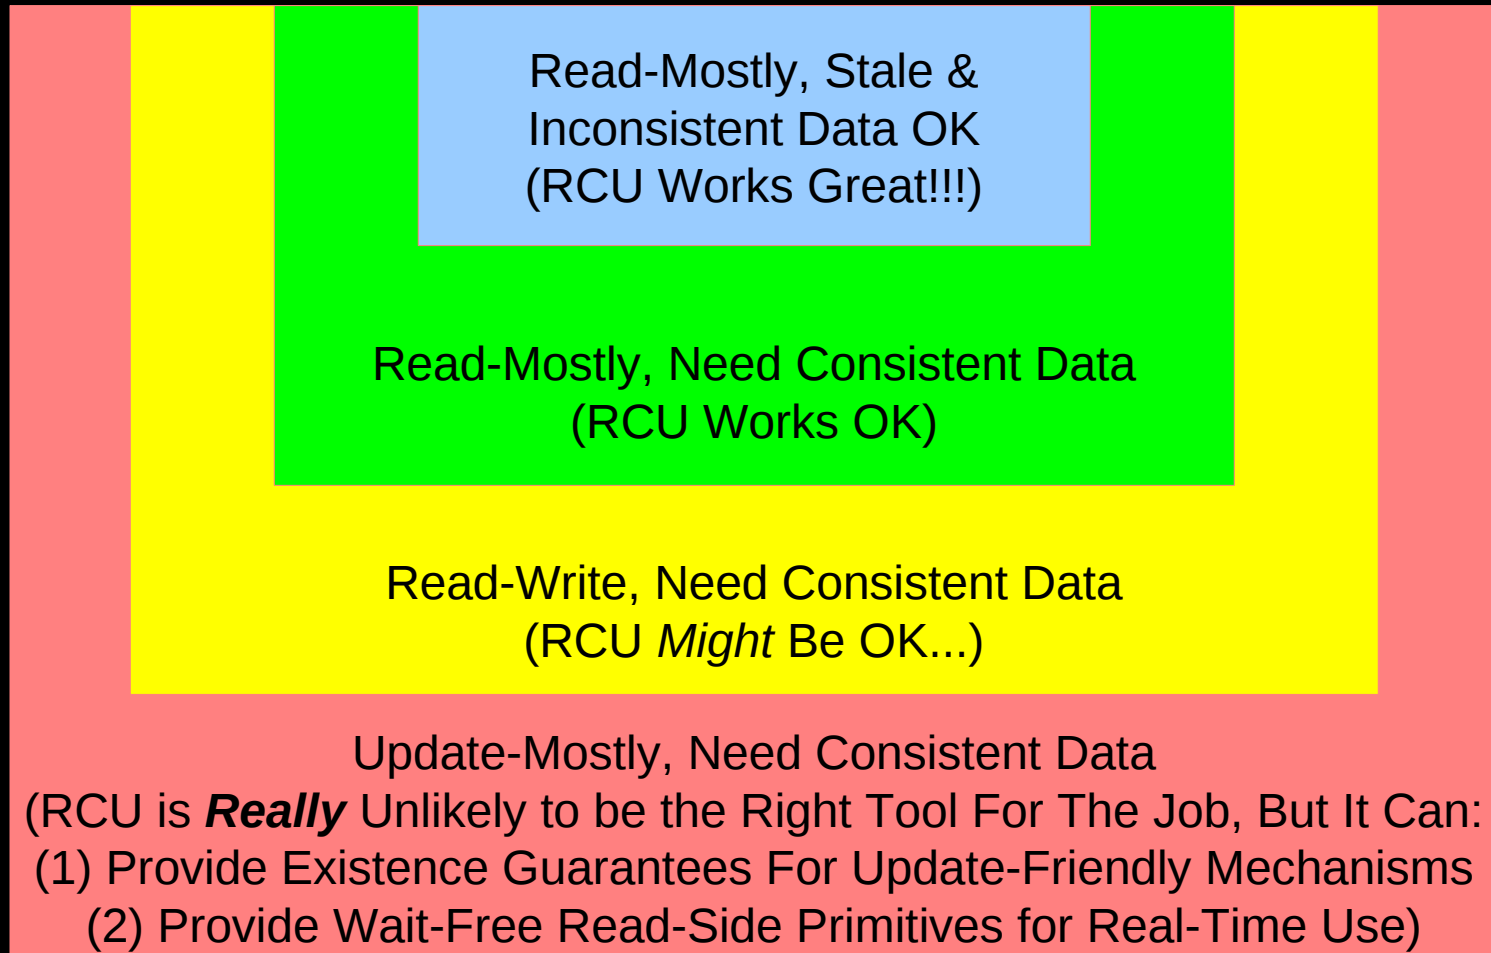 Read-Mostly, Stale &
Inconsistent Data OK
(RCU Works Great!!!)
Read-Mostly, Need Consistent Data
(RCU Works OK)
Read-Write, Need Consistent Data
(RCU Might Be OK...)
Update-Mostly, Need Consistent Data
(RCU is Really Unlikely to be the Right Tool For The Job, But It Can:
(1) Provide Existence Guarantees For Update-Friendly Mechanisms
(2) Provide Wait-Free Read-Side Primitives for Real-Time Use)